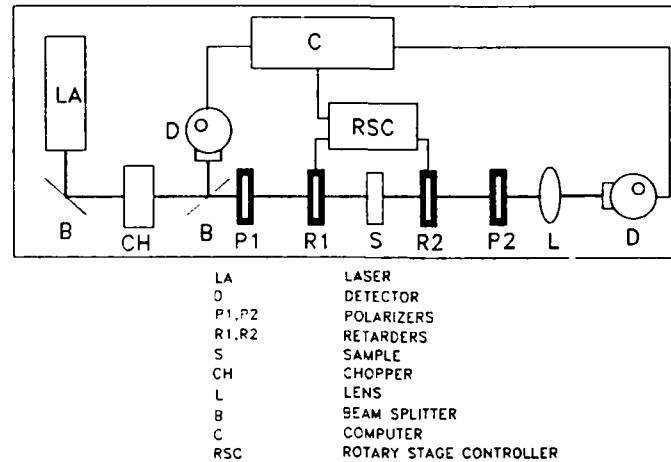 C
LA
D
RSC
B
CH
B
P1
R1
S
R2
P2
L
D
LA LASER
D DETECTOR
P1,P2 POLARIZERS
R1,R2 RETARDERS
S SAMPLE
CH CHOPPER
L LENS
B BEAM SPLITTER
C COMPUTER
RSC ROTARY STAGE CONTROLLER